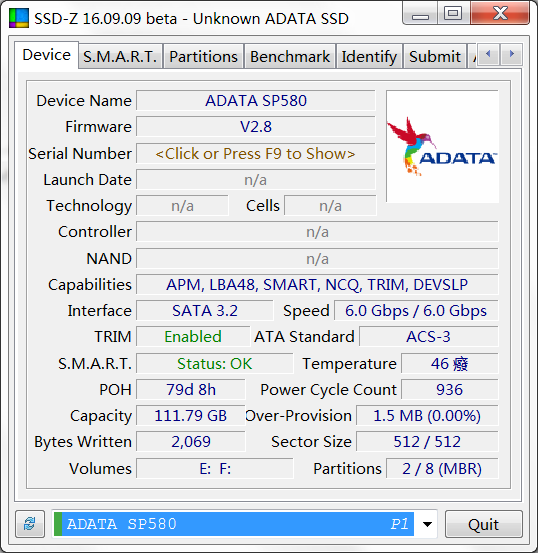 SSD-Z 16.09.09 beta - Unknown ADATA SSD
Device S.M.A.R.T. Partitions Benchmark Identify Submit
Device Name ADATA SP580
Firmware V2.8
Serial Number <Click or Press F9 to Show>
ADATA
Launch Date n/a
Technology n/a Cells n/a
Controller n/a
NAND n/a
Capabilities APM, LBA48, SMART, NCQ, TRIM, DEVSLP
Interface SATA 3.2 Speed 6.0 Gbps / 6.0 Gbps
TRIM Enabled ATA Standard ACS-3
S.M.A.R.T. Status: OK Temperature 46 癈
POH 79d 8h Power Cycle Count 936
Capacity 111.79 GB Over-Provision 1.5 MB (0.00%)
Bytes Written 2,069 Sector Size 512 / 512
Volumes E: F: Partitions 2 / 8 (MBR)
ADATA SP580 P1 Quit